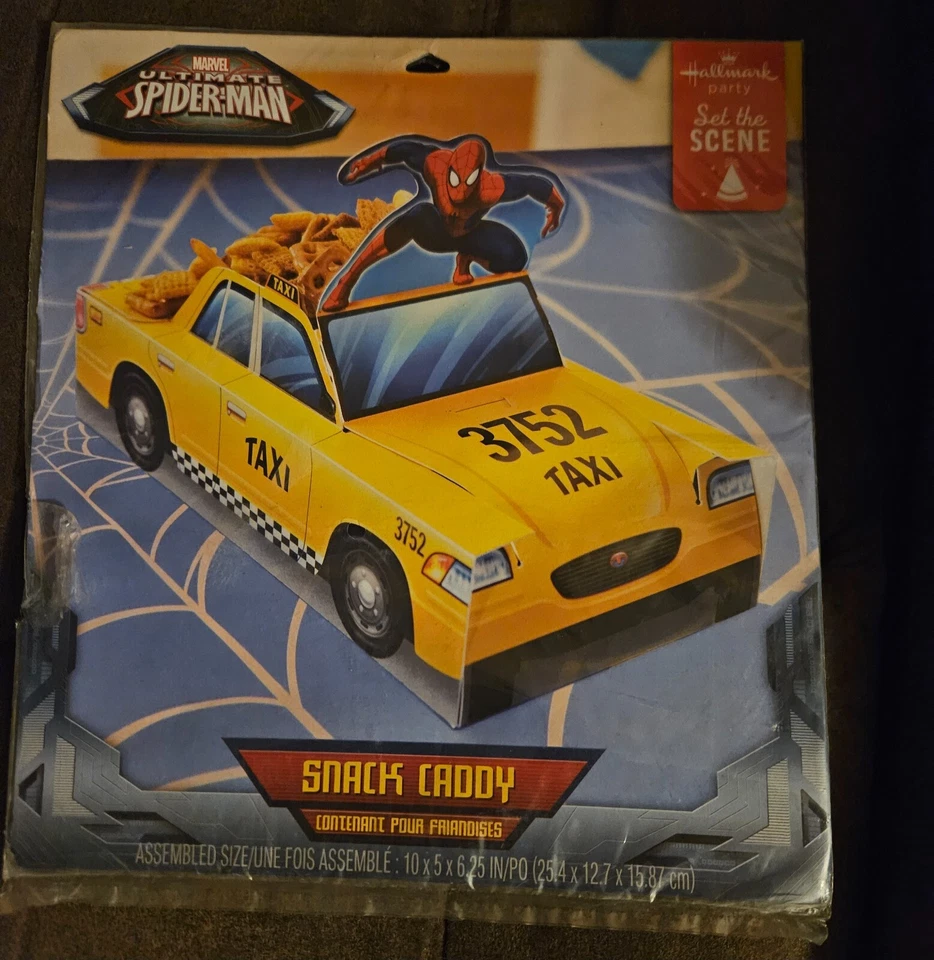 MARVEL
ULTIMATE
SPIDER-MAN
Hallmark
party
Set the
SCENE
TAXI
3752
TAXI
TAXI
3752
SNACK CADDY
CONTENANT POUR FRIANDISES
ASSEMBLED SIZE/UNE FOIS ASSEMBLÉ : 10 x 5 x 6.25 IN/PO (25.4 x 12.7 x 15.87 cm)